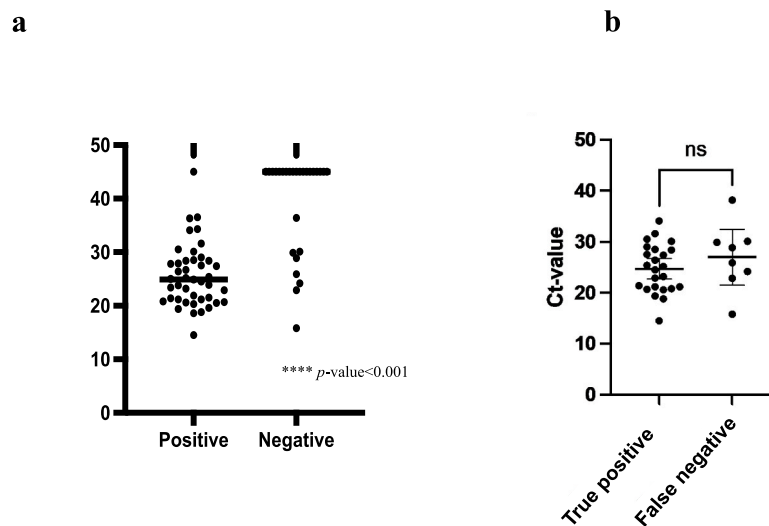 a
b
50
40
30
20
10
0
**** p-value<0.001
Positive
Negative
Ct-value
50
40
30
20
10
0
ns
True positive
False negative